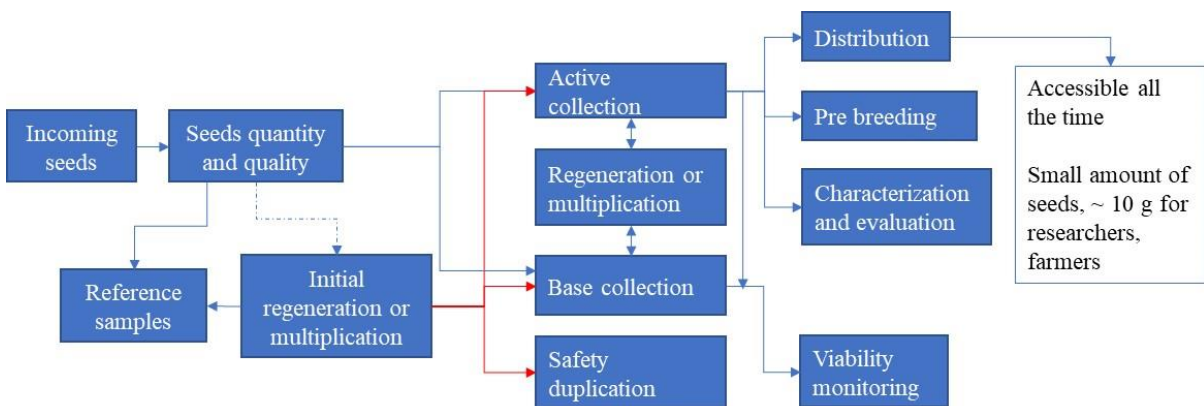 Incoming
seeds
Seeds quantity
and quality
Reference
samples
Initial
regeneration or
multiplication
Active
collection
Regeneration or
multiplication
Base collection
Safety
duplication
Distribution
Pre breeding
Characterization
and evaluation
Viability
monitoring
Accessible all
the time
Small amount of
seeds, ~ 10 g for
researchers,
farmers